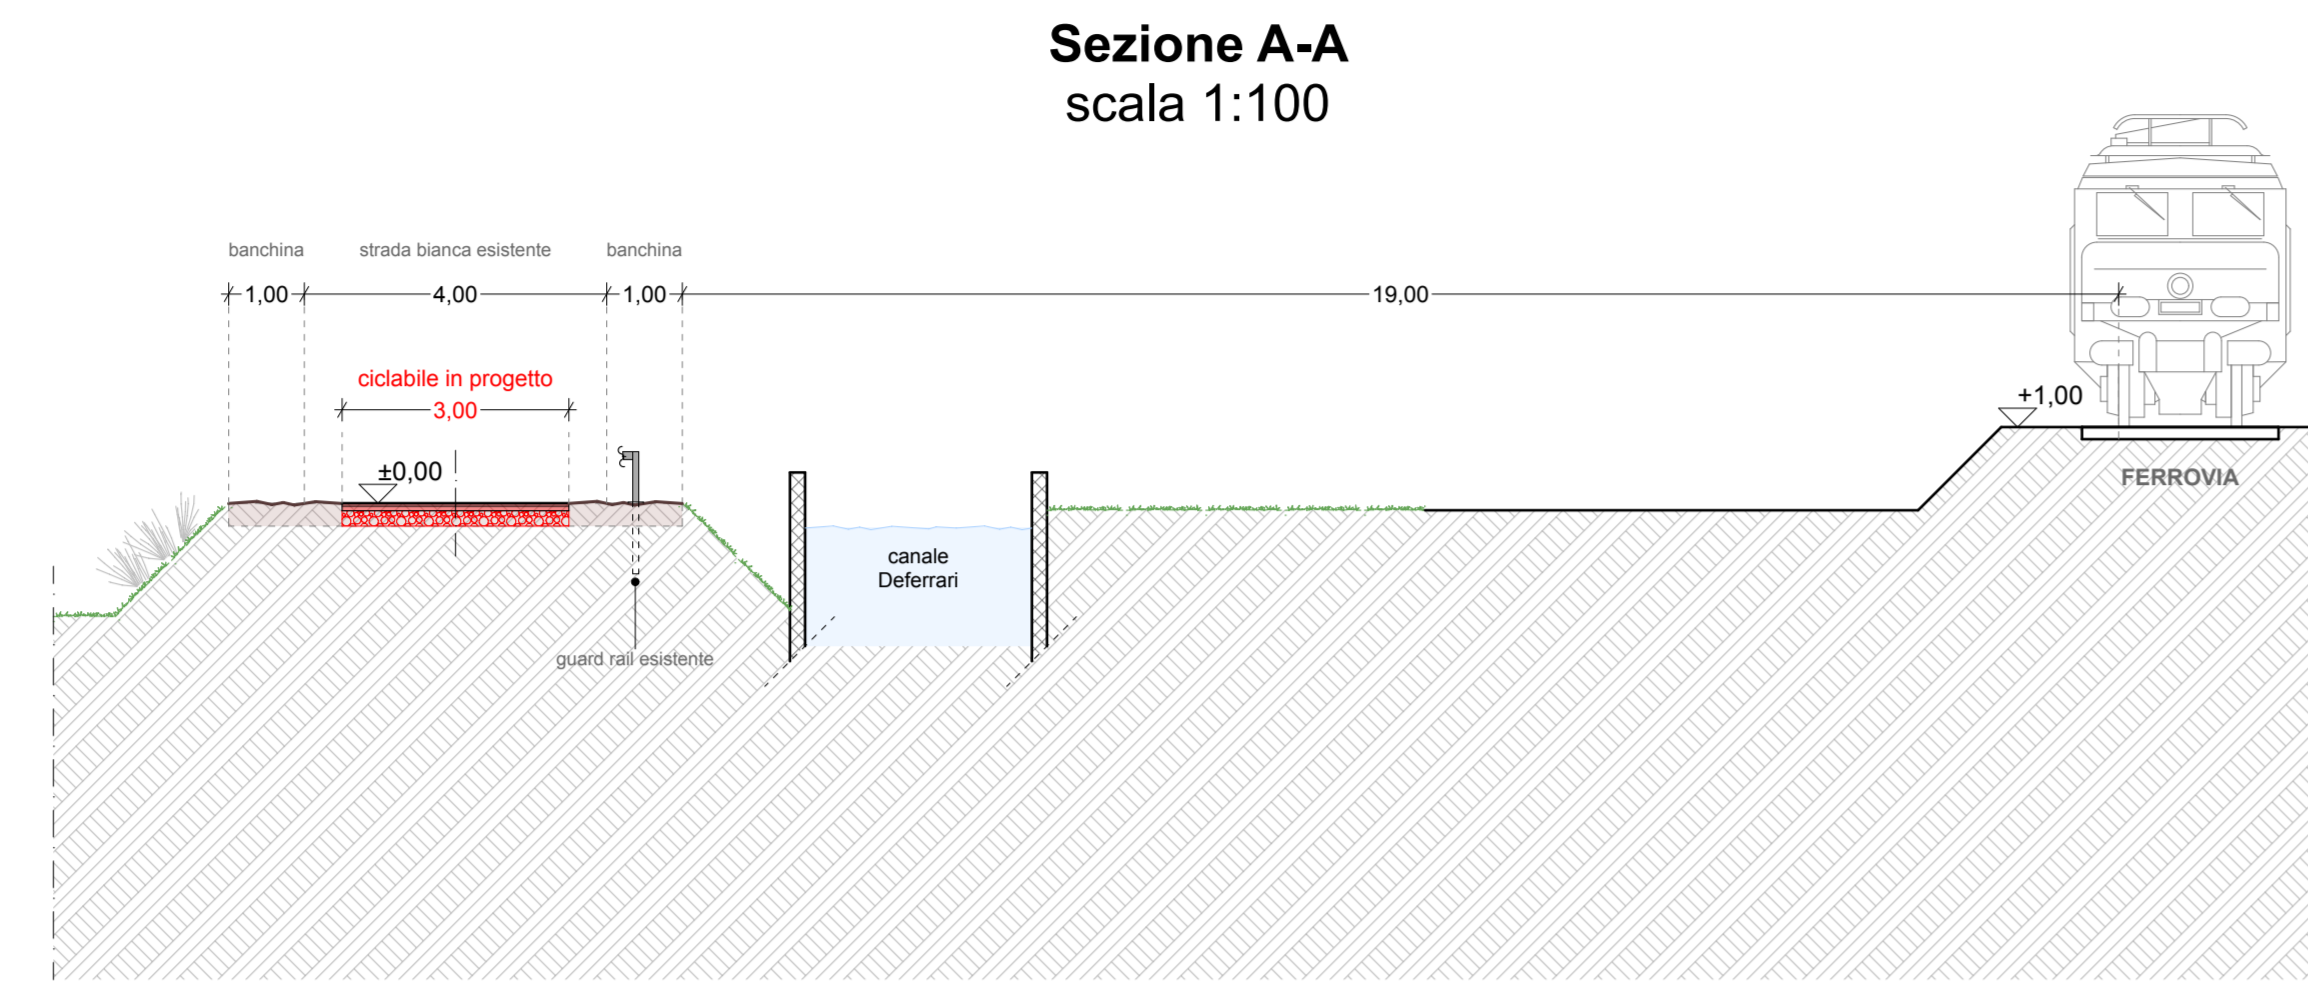 Sezione A-A
scala 1:100
banchina strada bianca esistente banchina
1,00 4,00 1,00 19,00
ciclabile in progetto
3,00
+1,00
±0,00
FERROVIA
canale
Deferrari
guard rail esistente